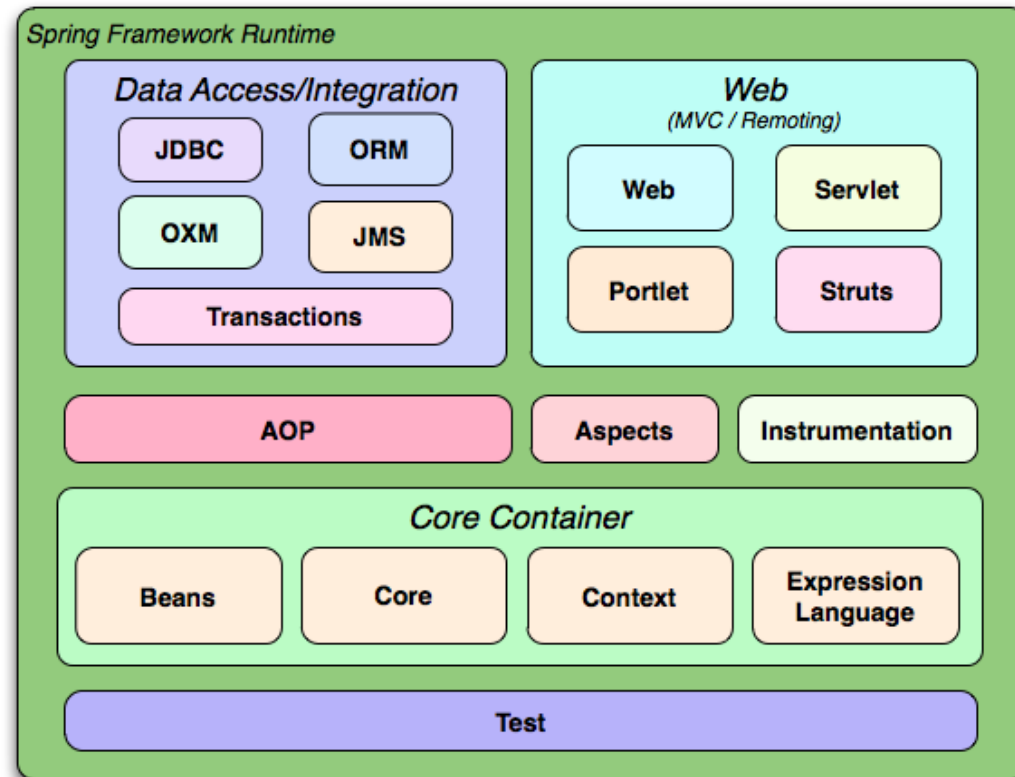 Spring Framework Runtime
Data Access/Integration
JDBC
ORM
OXM
JMS
Transactions
Web
(MVC / Remoting)
Web
Servlet
Portlet
Struts
AOP
Aspects
Instrumentation
Core Container
Beans
Core
Context
Expression
Language
Test